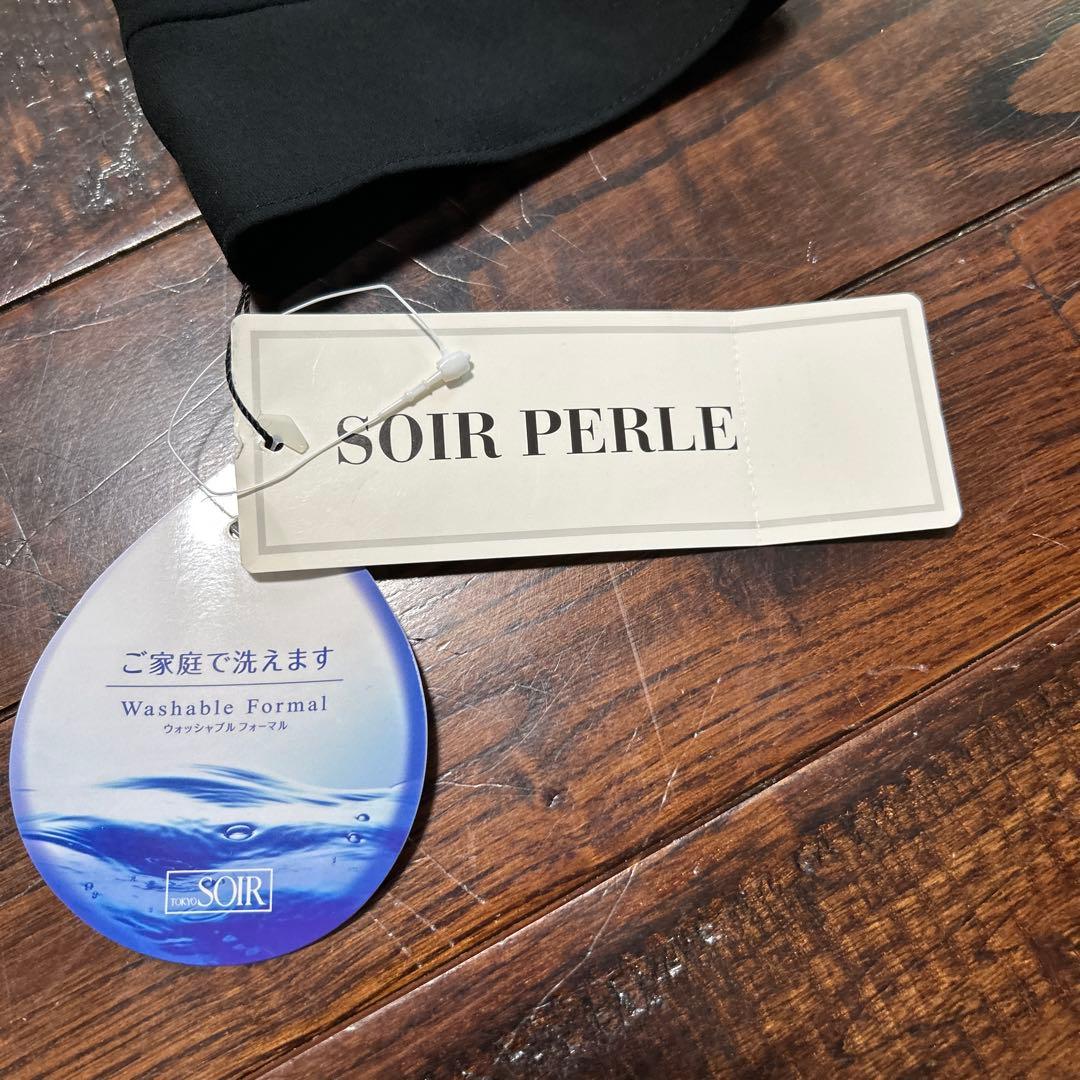 SOIR PERLE
ご家庭で洗えます
Washable Formal
ウォッシャブル フォーマル
TOKYO SOIR